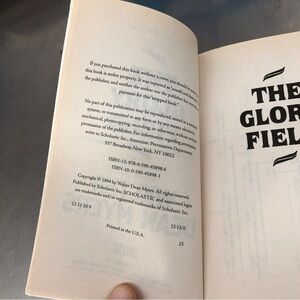 If you purchased this book without a cover, you should be aware that
this book is stolen property. It was reported as "unsold and destroyed" to
the publisher, and neither the author nor the publisher has received any
payment for this "stripped book."
No part of this publication may be reproduced, stored in a retrieval
system, or transmitted in any form or by any means, electronic,
mechanical, photocopying, recording, or otherwise, without written
permission of the publisher. For information regarding permission,
write to Scholastic Inc., Attention: Permissions Department,
557 Broadway, New York, NY 10012.
ISBN-13: 978-0-590-45898-6
ISBN-10: 0-590-45898-1
Copyright © 1994 by Walter Dean Myers. All rights reserved.
Published by Scholastic Inc. SCHOLASTIC and associated logos
are trademarks and/or registered trademarks of Scholastic Inc.
12 11 10 9
12 13/0
Printed in the U.S.A.
23
THE
GLOR
FIEL